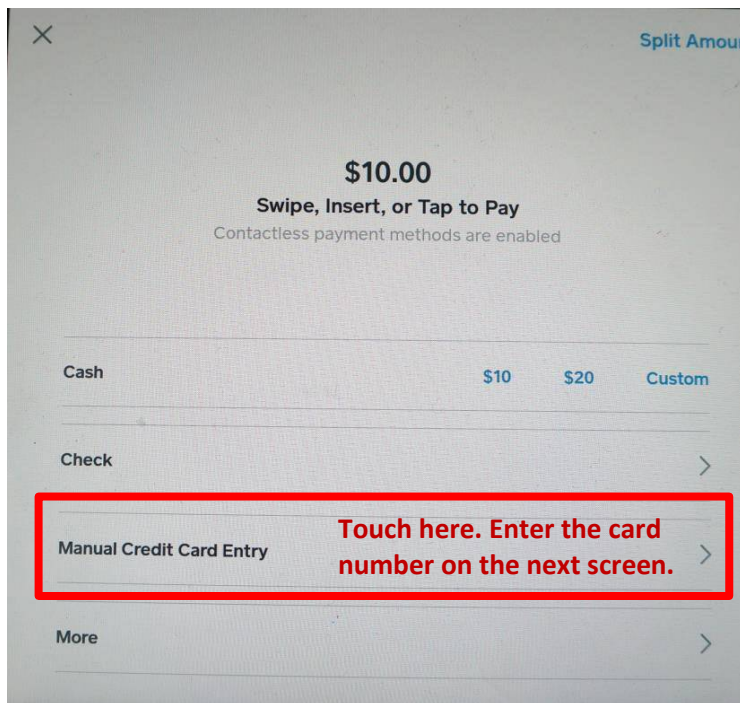 Split Amou
$10.00
Swipe, Insert, or Tap to Pay
Contactless payment methods are enabled
Cash $10 $20 Custom
Check
Manual Credit Card Entry
Touch here. Enter the card
number on the next screen.
More